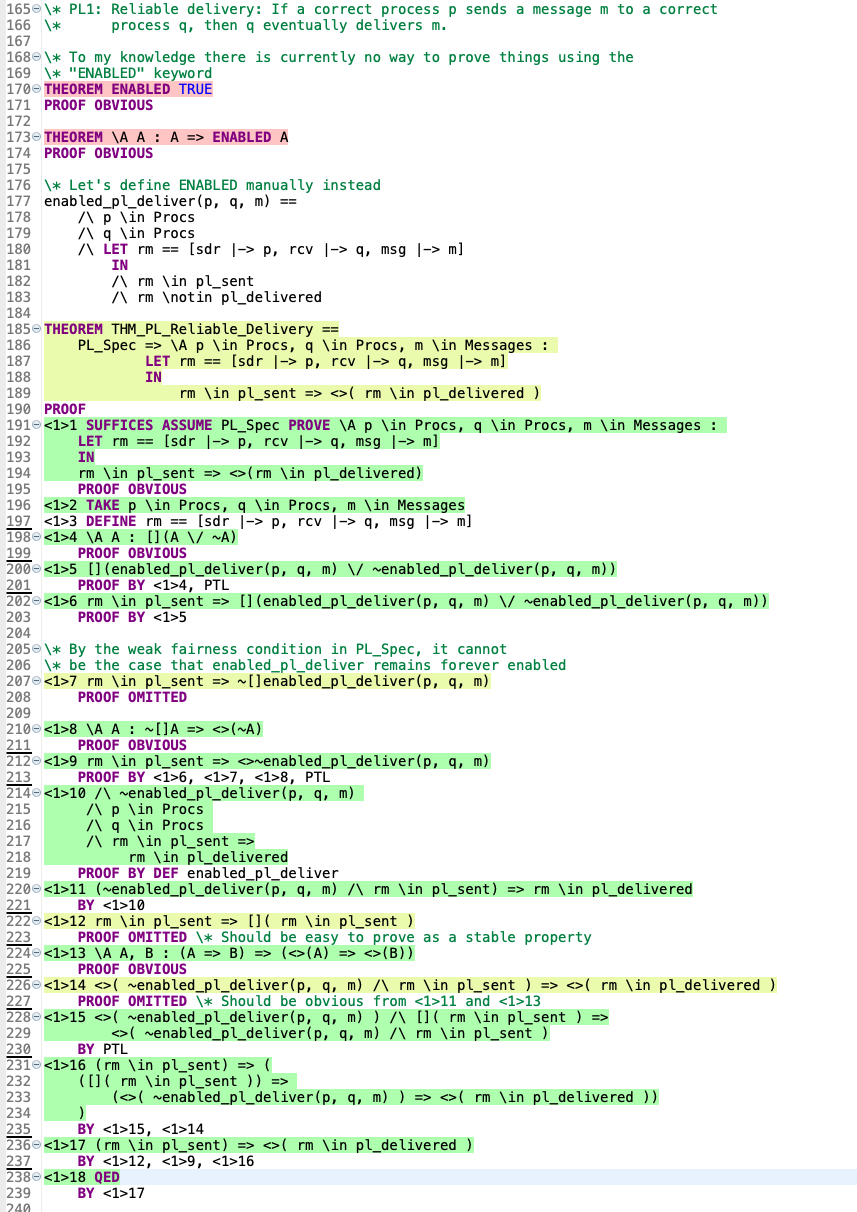 165 \* PL1: Reliable delivery: If a correct process p sends a message m to a correct
166 \*      process q, then q eventually delivers m.
167
168 \* To my knowledge there is currently no way to prove things using the
169 \* "ENABLED" keyword
170 THEOREM ENABLED TRUE
171 PROOF OBVIOUS
172
173 THEOREM \A A : A => ENABLED A
174 PROOF OBVIOUS
175
176 \* Let's define ENABLED manually instead
177 enabled_pl_deliver(p, q, m) ==
178     /\ p \in Procs
179     /\ q \in Procs
180     /\ LET rm == [sdr |-> p, rcv |-> q, msg |-> m]
181         IN
182         /\ rm \in pl_sent
183         /\ rm \notin pl_delivered
184
185 THEOREM THM_PL_Reliable_Delivery ==
186     PL_Spec => \A p \in Procs, q \in Procs, m \in Messages :
187             LET rm == [sdr |-> p, rcv |-> q, msg |-> m]
188             IN
189                 rm \in pl_sent => <>( rm \in pl_delivered )
190 PROOF
191 <1>1 SUFFICES ASSUME PL_Spec PROVE \A p \in Procs, q \in Procs, m \in Messages :
192     LET rm == [sdr |-> p, rcv |-> q, msg |-> m]
193     IN
194     rm \in pl_sent => <>(rm \in pl_delivered)
195     PROOF OBVIOUS
196 <1>2 TAKE p \in Procs, q \in Procs, m \in Messages
197 <1>3 DEFINE rm == [sdr |-> p, rcv |-> q, msg |-> m]
198 <1>4 \A A : [](A \/ ~A)
199     PROOF OBVIOUS
200 <1>5 [](enabled_pl_deliver(p, q, m) \/ ~enabled_pl_deliver(p, q, m))
201     PROOF BY <1>4, PTL
202 <1>6 rm \in pl_sent => [](enabled_pl_deliver(p, q, m) \/ ~enabled_pl_deliver(p, q, m))
203     PROOF BY <1>5
204
205 \* By the weak fairness condition in PL_Spec, it cannot
206 \* be the case that enabled_pl_deliver remains forever enabled
207 <1>7 rm \in pl_sent => ~[]enabled_pl_deliver(p, q, m)
208     PROOF OMITTED
209
210 <1>8 \A A : ~[]A => <>(~A)
211     PROOF OBVIOUS
212 <1>9 rm \in pl_sent => <>~enabled_pl_deliver(p, q, m)
213     PROOF BY <1>6, <1>7, <1>8, PTL
214 <1>10 /\ ~enabled_pl_deliver(p, q, m)
215      /\ p \in Procs
216      /\ q \in Procs
217      /\ rm \in pl_sent =>
218           rm \in pl_delivered
219     PROOF BY DEF enabled_pl_deliver
220 <1>11 (~enabled_pl_deliver(p, q, m) /\ rm \in pl_sent) => rm \in pl_delivered
221     BY <1>10
222 <1>12 rm \in pl_sent => []( rm \in pl_sent )
223     PROOF OMITTED \* Should be easy to prove as a stable property
224 <1>13 \A A, B : (A => B) => (<>(A) => <>(B))
225     PROOF OBVIOUS
226 <1>14 <>( ~enabled_pl_deliver(p, q, m) /\ rm \in pl_sent ) => <>( rm \in pl_delivered )
227     PROOF OMITTED \* Should be obvious from <1>11 and <1>13
228 <1>15 <>( ~enabled_pl_deliver(p, q, m) ) /\ []( rm \in pl_sent ) =>
229         <>( ~enabled_pl_deliver(p, q, m) /\ rm \in pl_sent )
230     BY PTL
231 <1>16 (rm \in pl_sent) => (
232     ([]( rm \in pl_sent )) =>
233         (<>( ~enabled_pl_deliver(p, q, m) ) => <>( rm \in pl_delivered ))
234     )
235     BY <1>15, <1>14
236 <1>17 (rm \in pl_sent) => <>( rm \in pl_delivered )
237     BY <1>12, <1>9, <1>16
238 <1>18 QED
239     BY <1>17
240